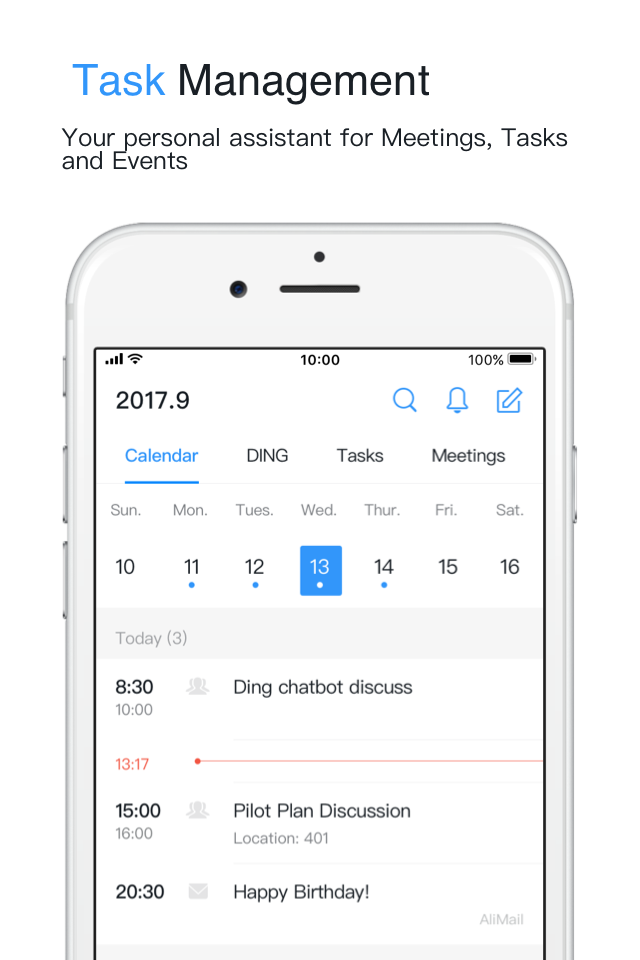 Task Management
Your personal assistant for Meetings, Tasks
and Events
10:00 100%
2017.9
Calendar DING Tasks Meetings
Sun. Mon. Tues. Wed. Thur. Fri. Sat.
10 11 12 13 14 15 16
Today (3)
8:30 Ding chatbot discuss
10:00
13:17
15:00 Pilot Plan Discussion
16:00 Location: 401
20:30 Happy Birthday!
AliMail